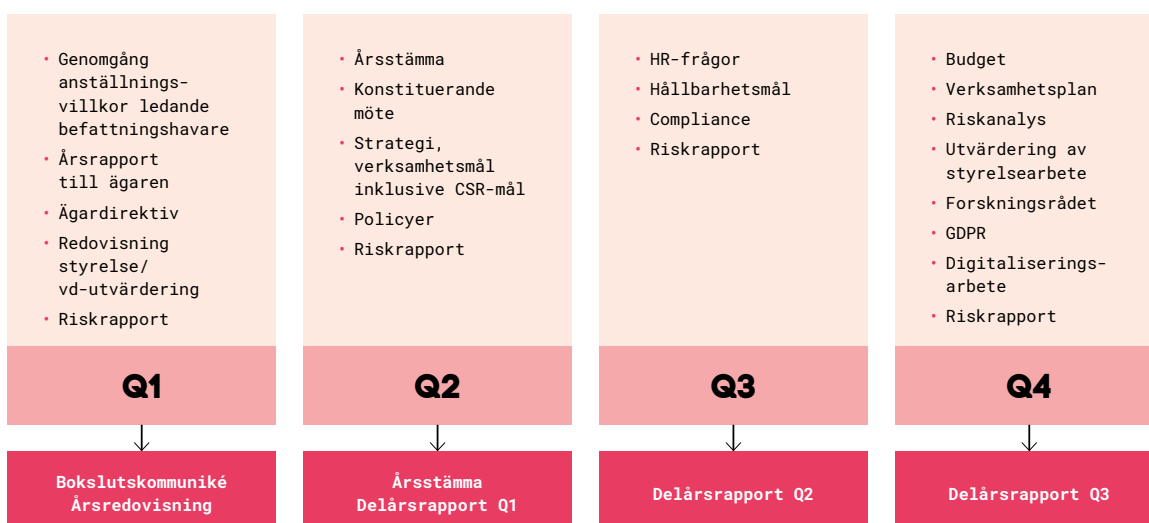 • Genomgång
anställnings-
villkor ledande
befattningshavare
• Årsrapport
till ägaren
• Ägardirektiv
• Redovisning
styrelse/
vd-utvärdering
• Riskrapport
Q1
Bokslutskommuniké
Årsredovisning
• Årsstämma
• Konstituerande
möte
• Strategi,
verksamhetsmål
inklusive CSR-mål
• Policyer
• Riskrapport
Q2
Årsstämma
Delårsrapport Q1
• HR-frågor
• Hållbarhetsmål
• Compliance
• Riskrapport
Q3
Delårsrapport Q2
• Budget
• Verksamhetsplan
• Riskanalys
• Utvärdering av
styrelsearbete
• Forskningsrådet
• GDPR
• Digitaliserings-
arbete
• Riskrapport
Q4
Delårsrapport Q3